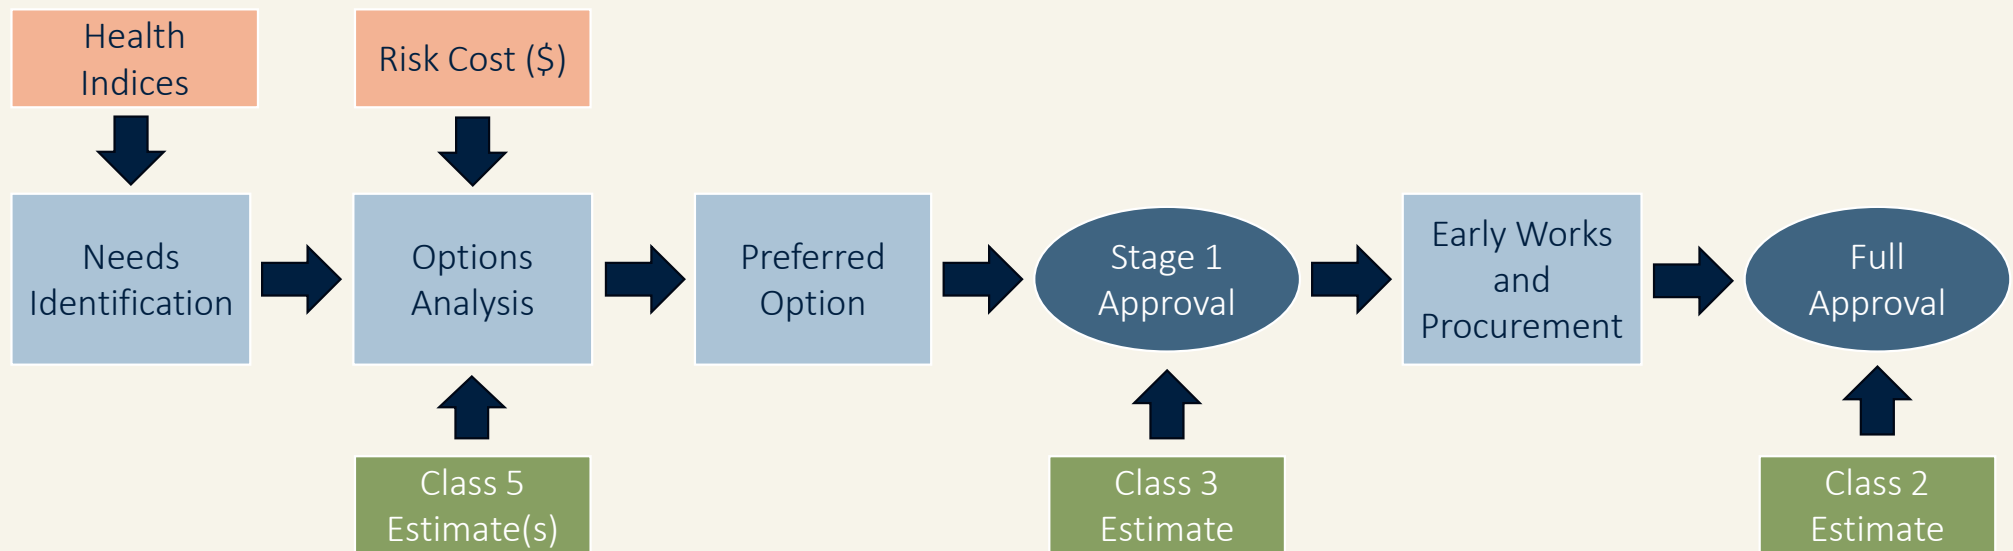 Health
Indices
Risk Cost ($)
Needs
Identification
Options
Analysis
Preferred
Option
Stage 1
Approval
Early Works
and
Procurement
Full
Approval
Class 5
Estimate(s)
Class 3
Estimate
Class 2
Estimate